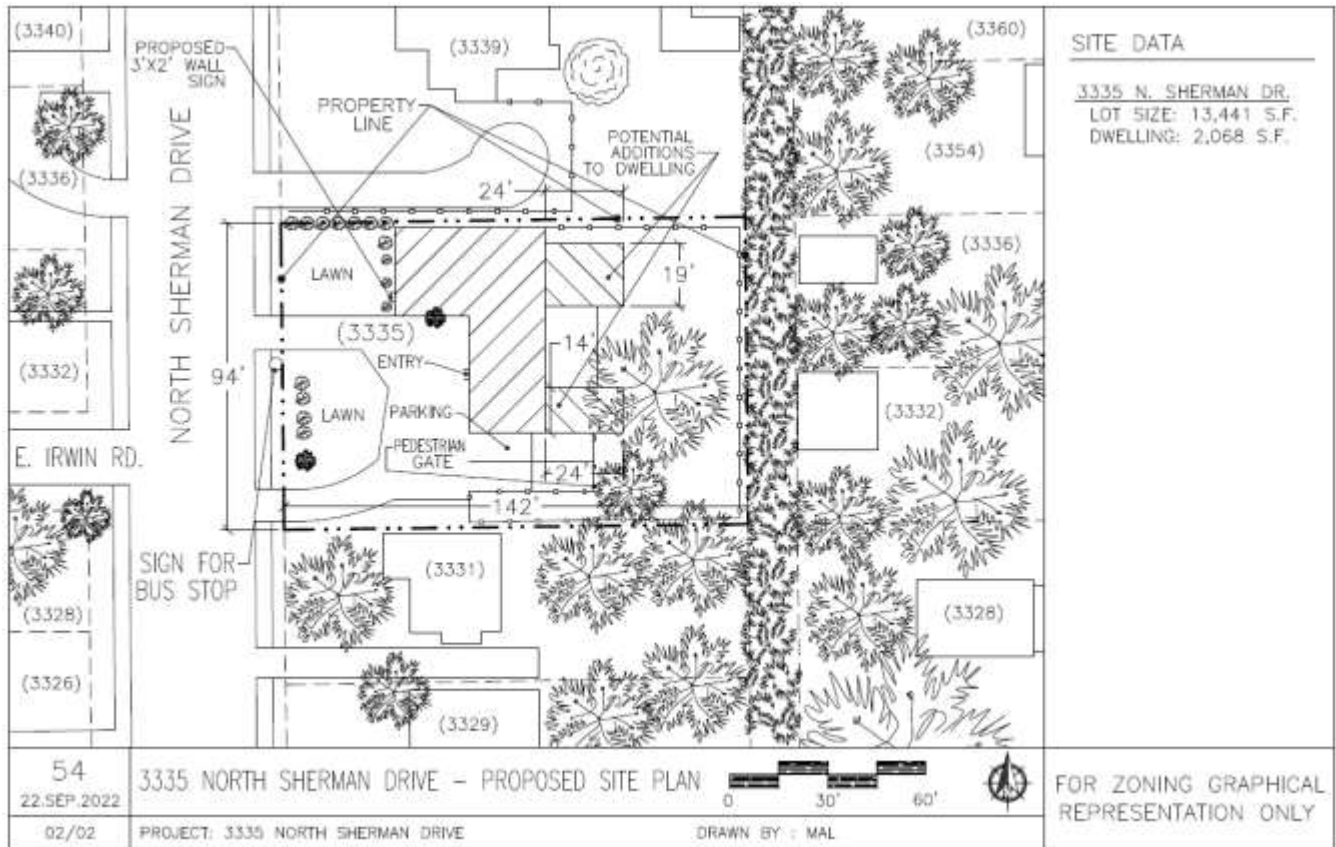 (3340)
PROPOSED
3'X2' WALL
SIGN
(3339)
(3360)
SITE DATA
3335 N. SHERMAN DR.
LOT SIZE: 13,441 S.F.
DWELLING: 2,068 S.F.
PROPERTY
LINE
POTENTIAL
ADDITIONS
TO DWELLING
(3354)
(3336)
NORTH SHERMAN DRIVE
24'
LAWN
19'
(3336)
(3335)
14'
ENTRY
(3332)
94'
LAWN
PARKING
(3332)
PEDESTRIAN
GATE
E. IRWIN RD.
24'
142'
SIGN FOR
BUS STOP
(3331)
(3328)
(3328)
(3326)
(3329)
54
22.SEP.2022
3335 NORTH SHERMAN DRIVE - PROPOSED SITE PLAN
0 30' 60'
FOR ZONING GRAPHICAL
REPRESENTATION ONLY
02/02
PROJECT: 3335 NORTH SHERMAN DRIVE
DRAWN BY : MAL